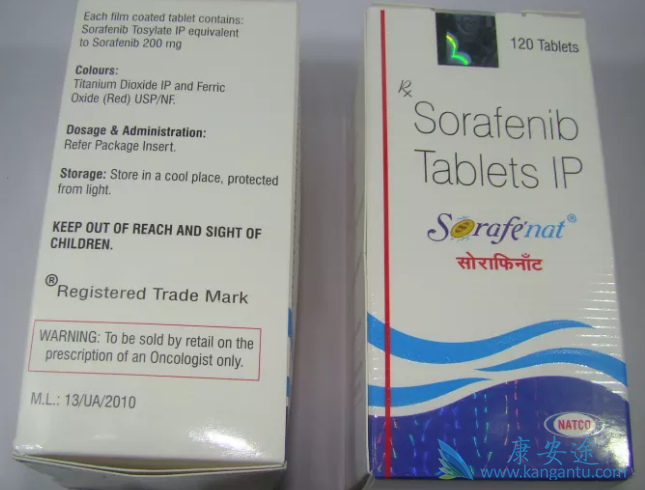 Each film coated tablet contains:
Sorafenib Tosylate IP equivalent
to Sorafenib 200 mg
Colours:
Titanium Dioxide IP and Ferric
Oxide (Red) USP/NF.
Dosage & Administration:
Refer Package Insert.
Storage: Store in a cool place, protected
from light.
KEEP OUT OF REACH AND SIGHT OF
CHILDREN.
®Registered Trade Mark
WARNING: To be sold by retail on the
prescription of an Oncologist only.
M.L.: 13/UA/2010
120 Tablets
Rx
Sorafenib
Tablets IP
Sorafenat®
सोराफिनॉंट
NATCO
康安途
www.kangantu.com